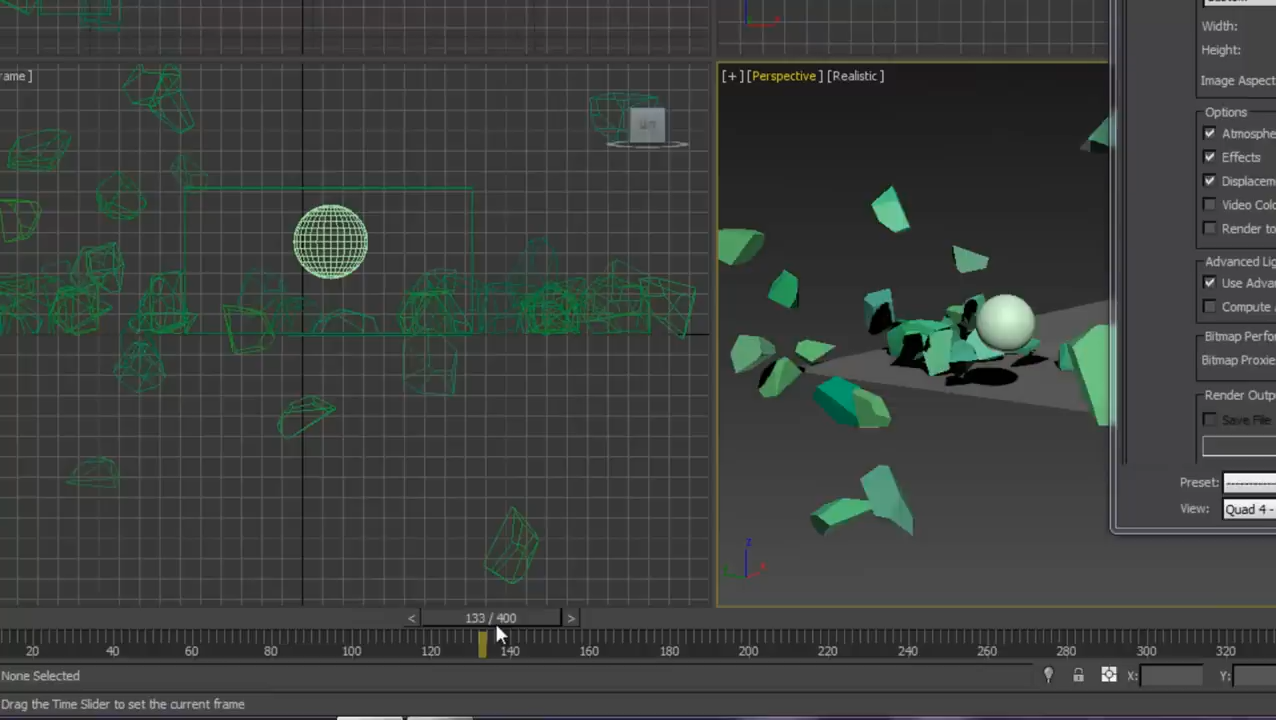 Width:
Height:
rame ]
[ + ] [ Perspective ] [ Realistic ]
Image Aspect
Options
Atmosphe
Effects
Displacem
Video Colo
Render to
Advanced Lig
Use Advan
Compute
Bitmap Perfo
Bitmap Proxie
Render Outp
Save File
Preset:
View: Quad 4 -
z
x
< 133 / 400 >
20 40 60 80 100 120 140 160 180 200 220 240 260 280 300 320
None Selected
X: Y:
Drag the Time Slider to set the current frame